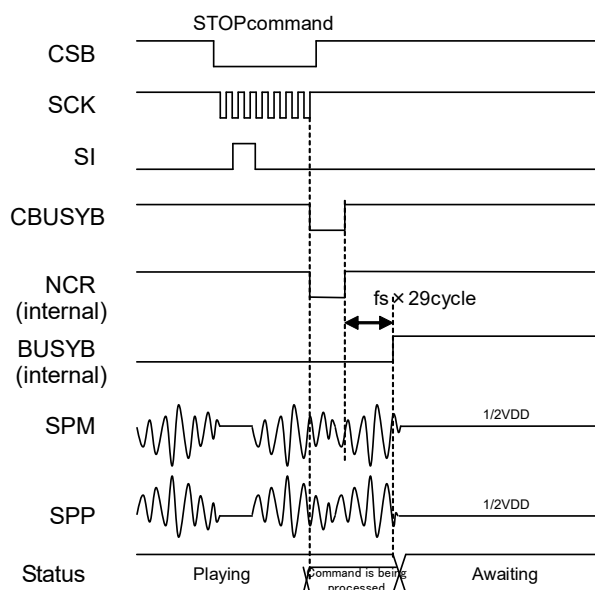 STOPcommand
CSB
SCK
SI
CBUSYB
NCR
(internal)
fs×29cycle
BUSYB
(internal)
SPM
1/2VDD
SPP
1/2VDD
Status
Playing
Command is being
processed
Awaiting